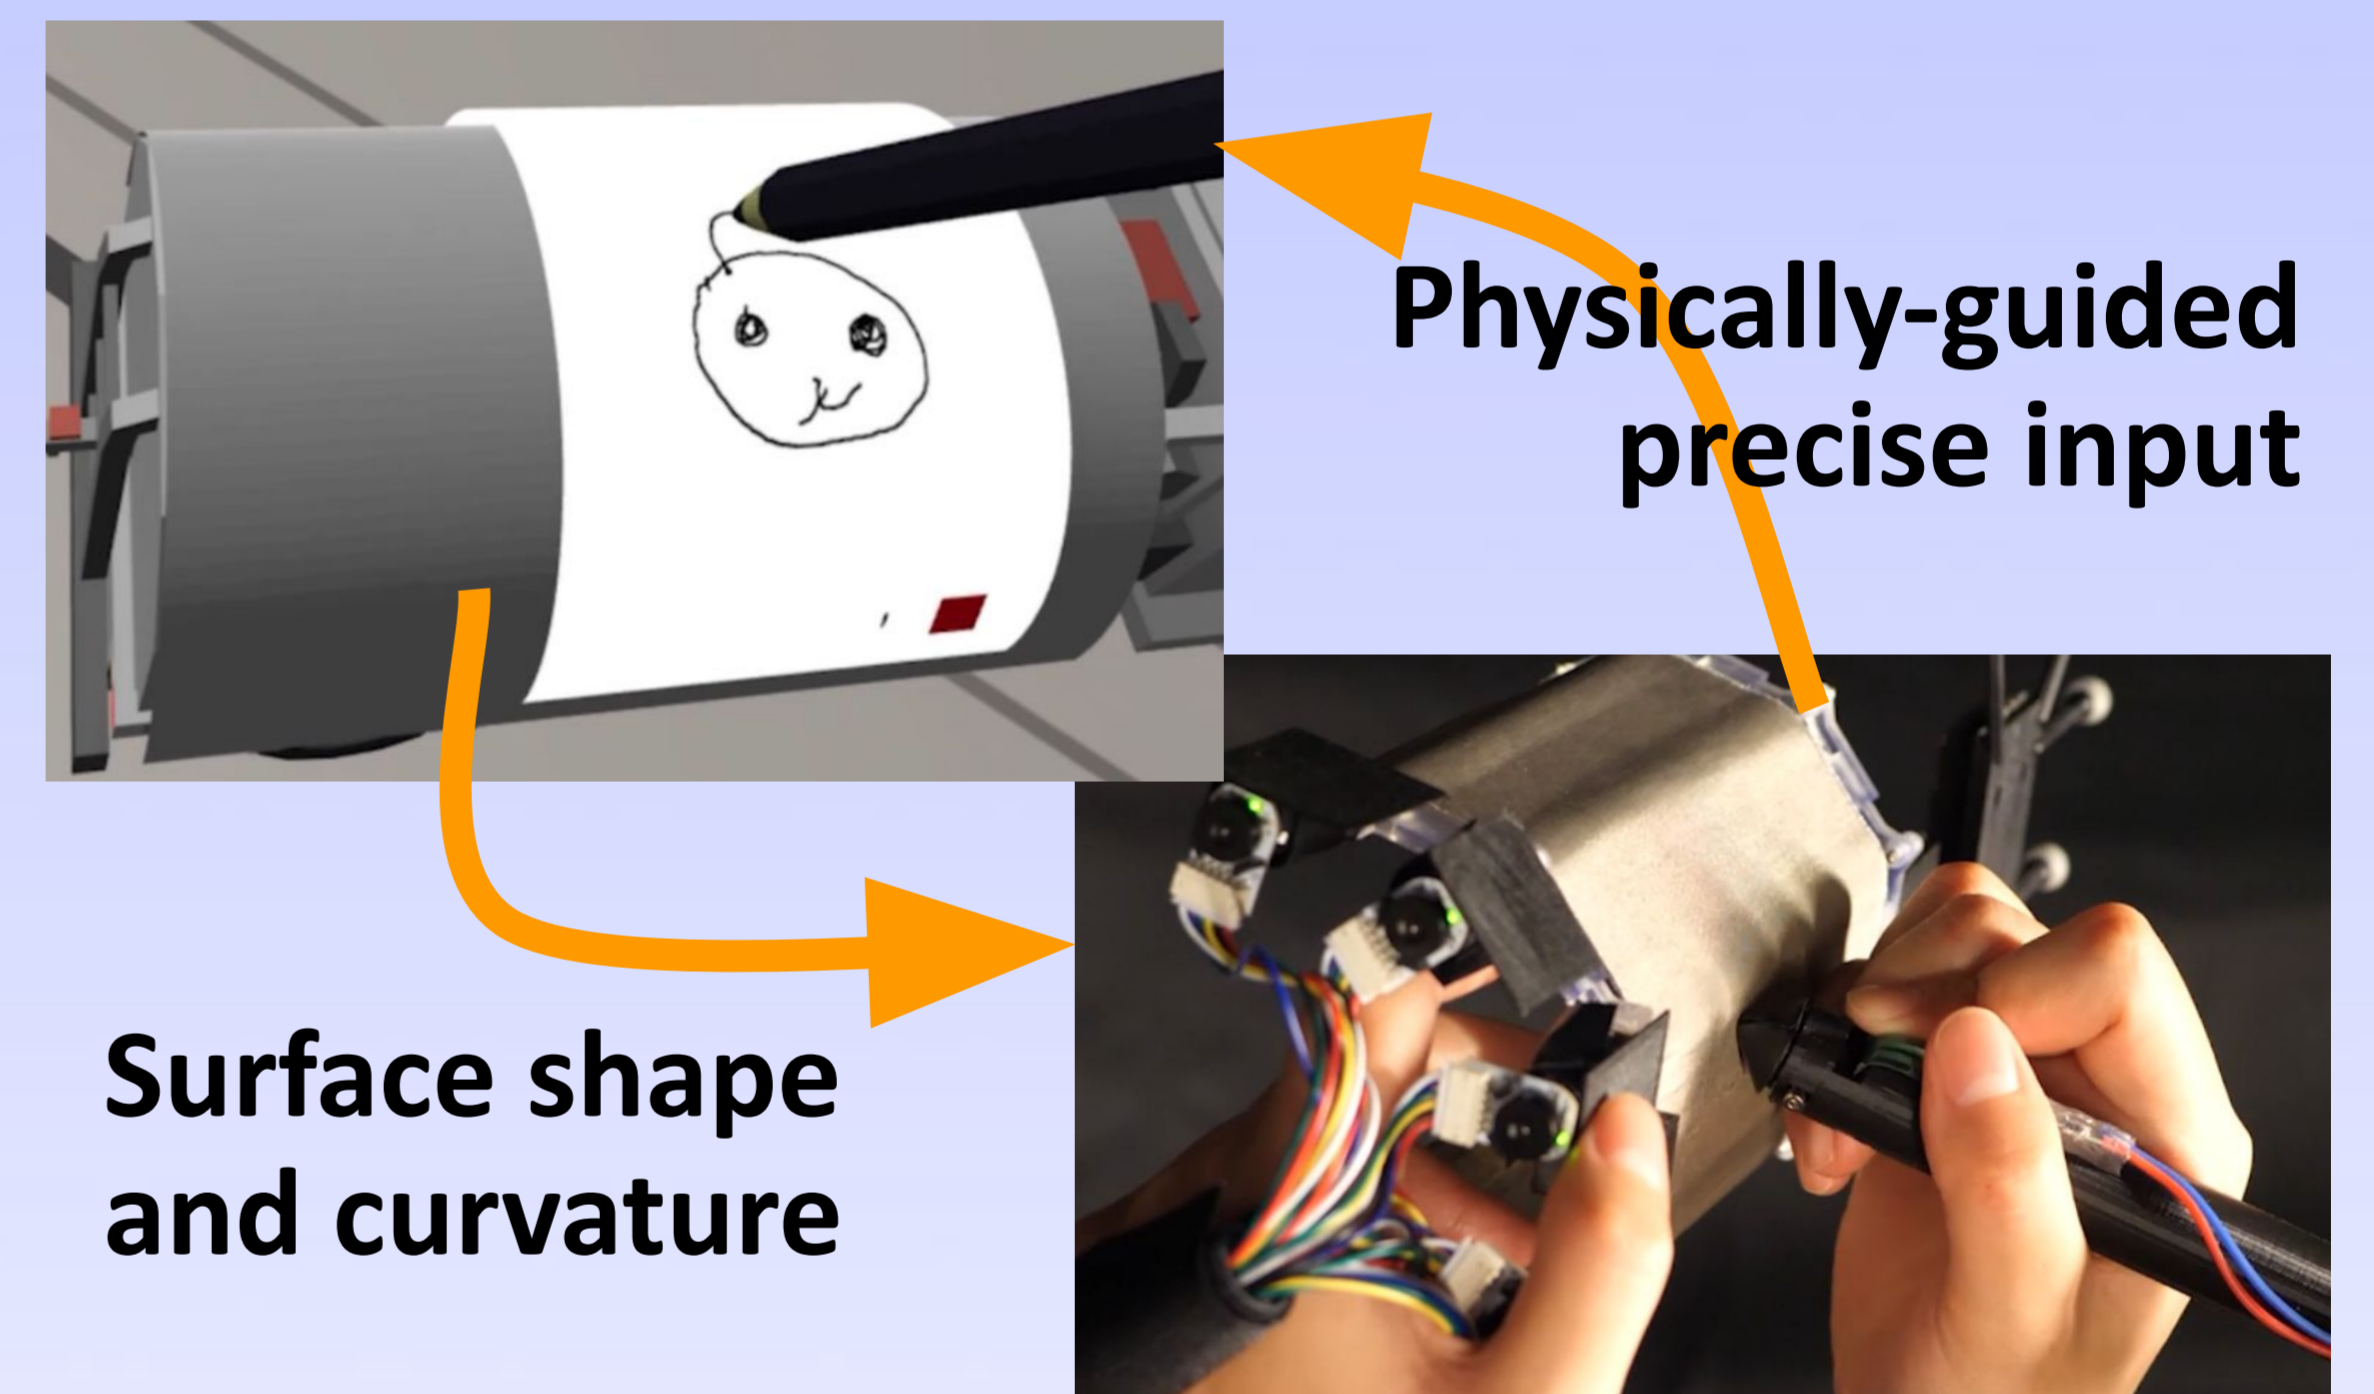 Physically-guided
precise input
Surface shape
and curvature